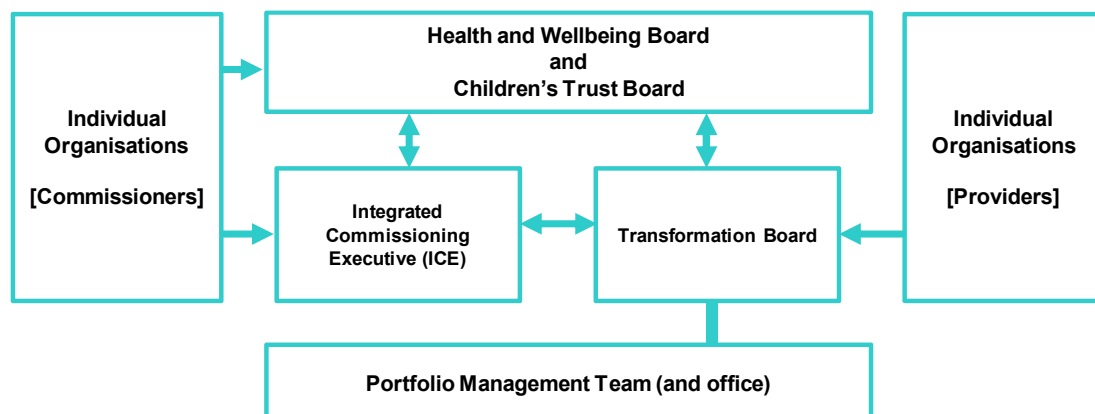 Health and Wellbeing Board
and
Children's Trust Board
Individual
Organisations
[Commissioners]
Individual
Organisations
[Providers]
Integrated
Commissioning
Executive (ICE)
Transformation Board
Portfolio Management Team (and office)